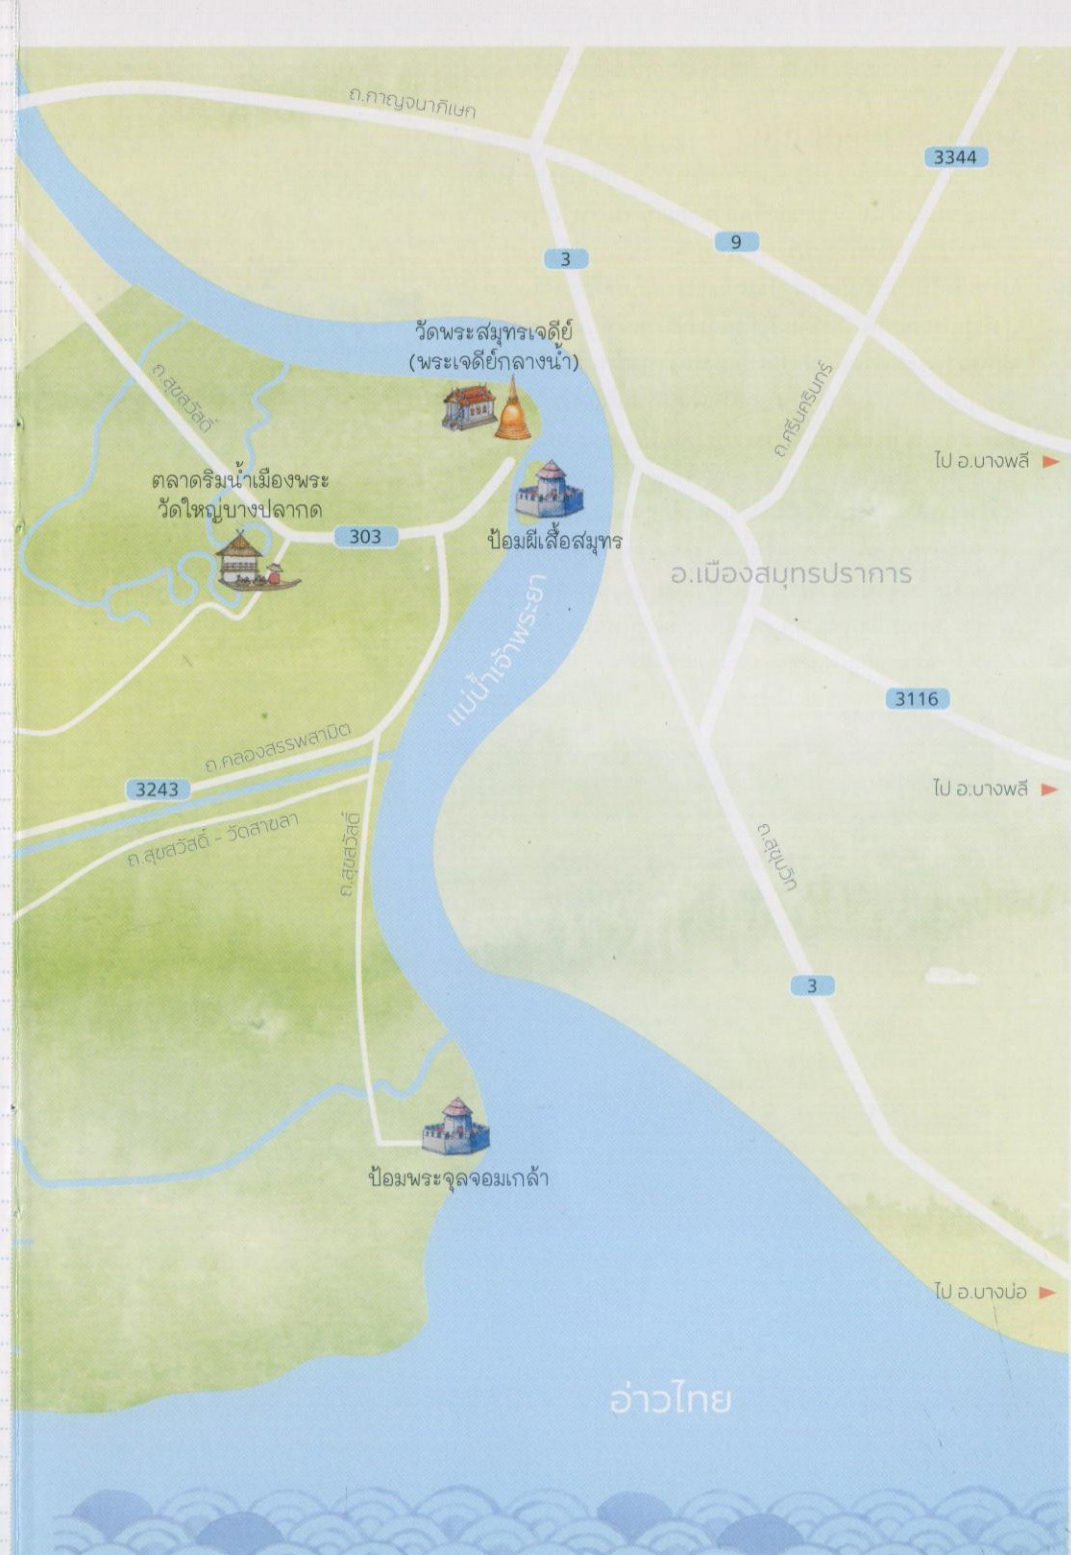 ถ.กาญจนาภิเษก
3344
9
3
วัดพระสมุทรเจดีย์
(พระเจดีย์กลางน้ำ)
ถ.สุขสวัสดิ์
ถ.ศรีนครินทร์
ไป อ.บางพลี
ตลาดริมน้ำเมืองพระ
วัดใหญ่บางปลากด
303
ป้อมผีเสื้อสมุทร
อ.เมืองสมุทรปราการ
แม่น้ำเจ้าพระยา
3116
ถ.คลองสรรพสามิต
3243
ไป อ.บางพลี
ถ.สุขสวัสดิ์ - วัดสาขลา
ถ.สุขสวัสดิ์
ถ.สุขุมวิท
3
ป้อมพระจุลจอมเกล้า
ไป อ.บางบ่อ
อ่าวไทย